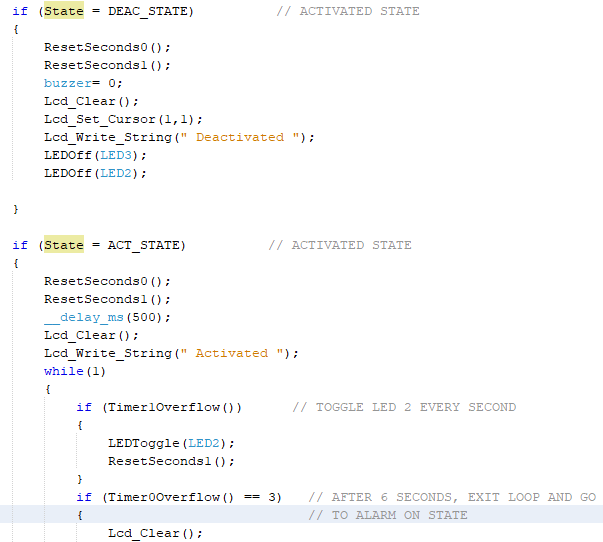 if (State = DEAC_STATE) // ACTIVATED STATE
{
ResetSeconds0();
ResetSeconds1();
buzzer= 0;
Lcd_Clear();
Lcd_Set_Cursor(1,1);
Lcd_Write_String(" Deactivated ");
LEDOff(LED3);
LEDOff(LED2);
}
if (State = ACT_STATE) // ACTIVATED STATE
{
ResetSeconds0();
ResetSeconds1();
__delay_ms(500);
Lcd_Clear();
Lcd_Write_String(" Activated ");
while(1)
{
if (Timer1Overflow()) // TOGGLE LED 2 EVERY SECOND
{
LEDToggle(LED2);
ResetSeconds1();
}
if (Timer0Overflow() == 3) // AFTER 6 SECONDS, EXIT LOOP AND GO
{ // TO ALARM ON STATE
Lcd_Clear();